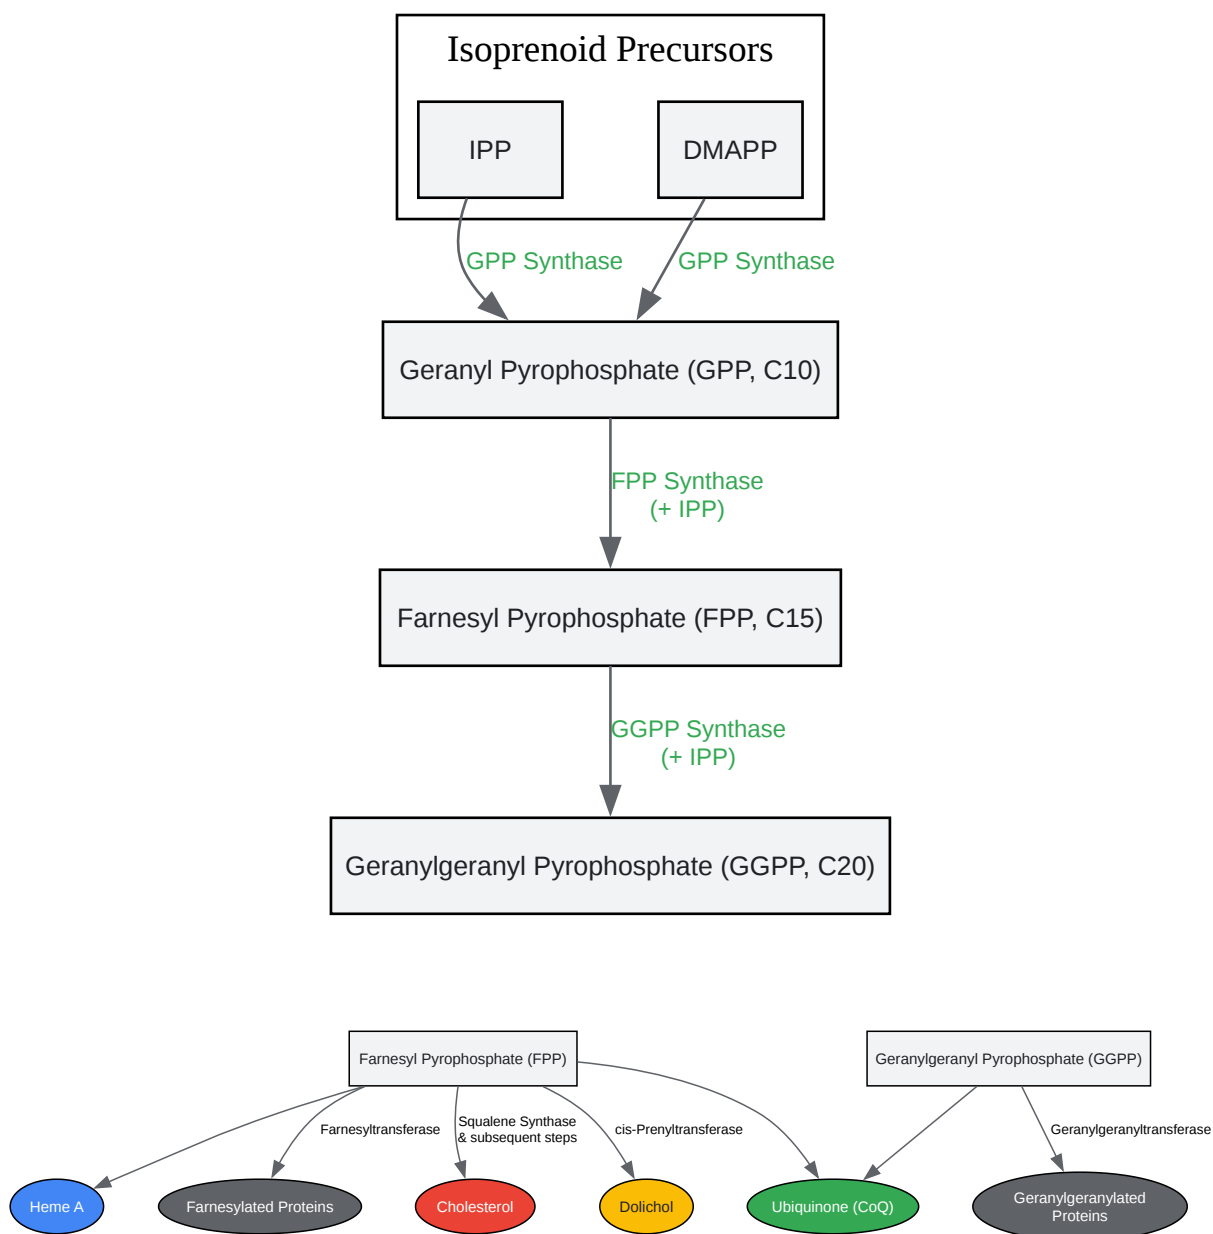 Isoprenoid Precursors
IPP
DMAPP
GPP Synthase
GPP Synthase
Geranyl Pyrophosphate (GPP, C10)
FPP Synthase
(+ IPP)
Farnesyl Pyrophosphate (FPP, C15)
GGPP Synthase
(+ IPP)
Geranylgeranyl Pyrophosphate (GGPP, C20)
Farnesyl Pyrophosphate (FPP)
Geranylgeranyl Pyrophosphate (GGPP)
Farnesyltransferase
Squalene Synthase
& subsequent steps
cis-Prenyltransferase
Geranylgeranyltransferase
Heme A
Farnesylated Proteins
Cholesterol
Dolichol
Ubiquinone (CoQ)
Geranylgeranylated
Proteins